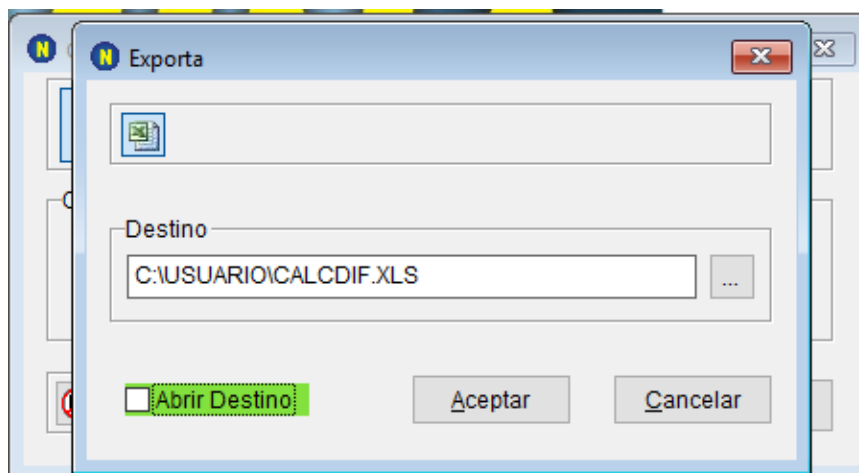 Exporta
Destino
C:\USUARIO\CALCDIF.XLS
...
Abrir Destino
Aceptar
Cancelar